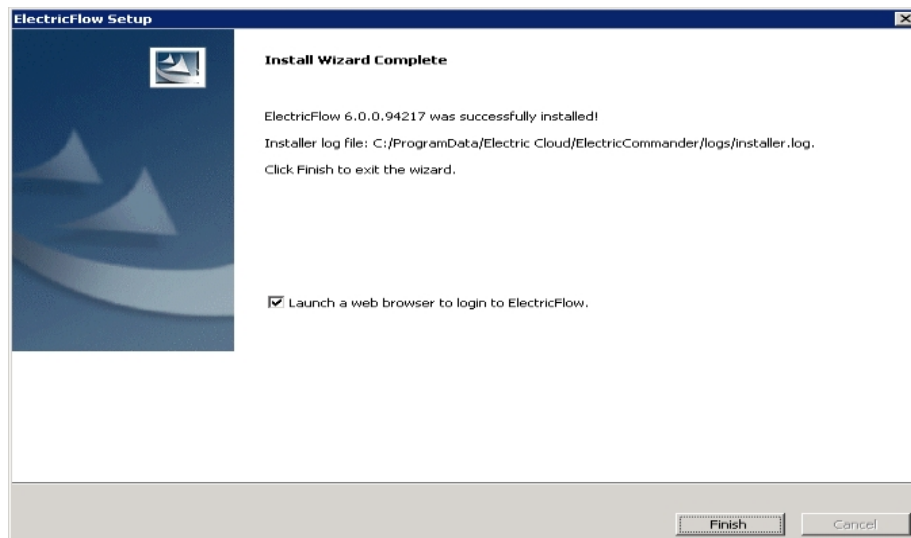 ElectricFlow Setup
Install Wizard Complete
ElectricFlow 6.0.0.94217 was successfully installed!
Installer log file: C:/ProgramData/Electric Cloud/ElectricCommander/logs/installer.log.
Click Finish to exit the wizard.
Launch a web browser to login to ElectricFlow.
Finish
Cancel